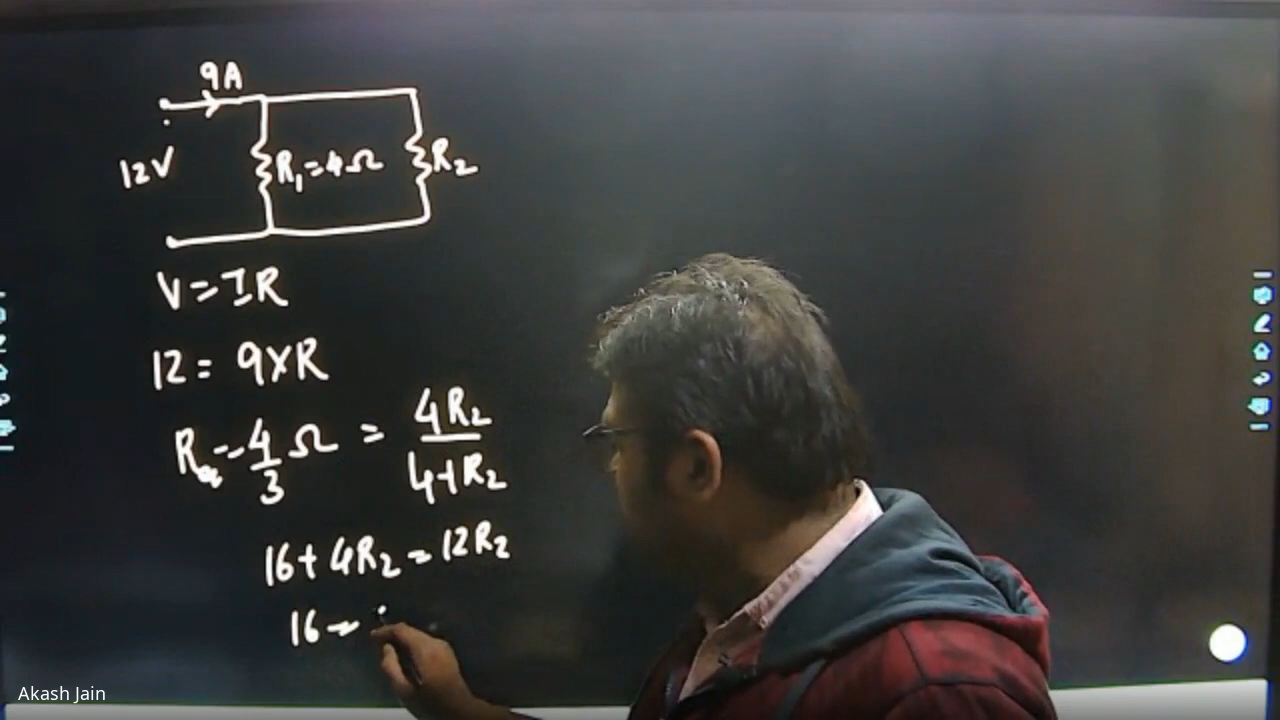 9A
12V
R₁=4Ω
R₂
V=IR
12=9×R
Req=4/3 Ω = 4R₂/4+R₂
16+4R₂=12R₂
16=
Akash Jain